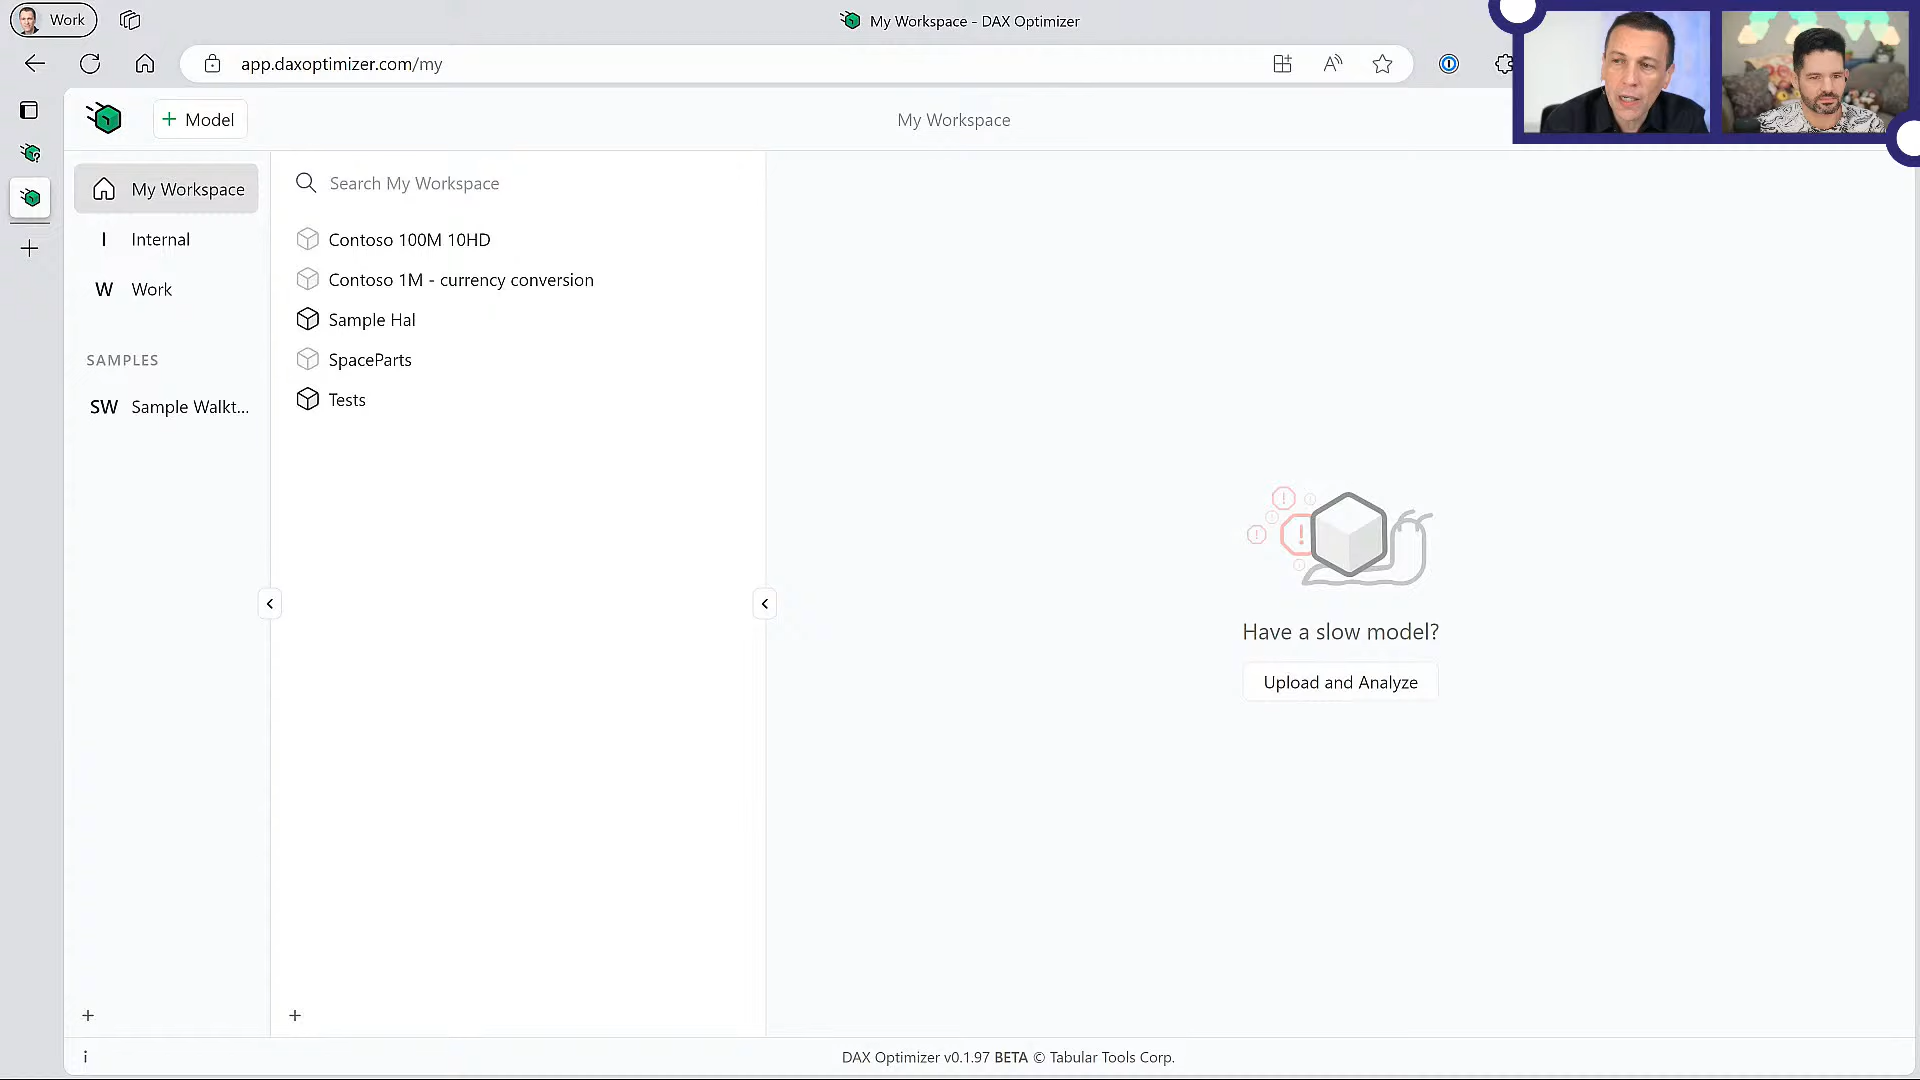 Work
My Workspace - DAX Optimizer
app.daxoptimizer.com/my
Model
My Workspace
My Workspace
I Internal
W Work
SAMPLES
SW Sample Walkt...
Search My Workspace
Contoso 100M 10HD
Contoso 1M - currency conversion
Sample Hal
SpaceParts
Tests
Have a slow model?
Upload and Analyze
DAX Optimizer v0.1.97 BETA © Tabular Tools Corp.